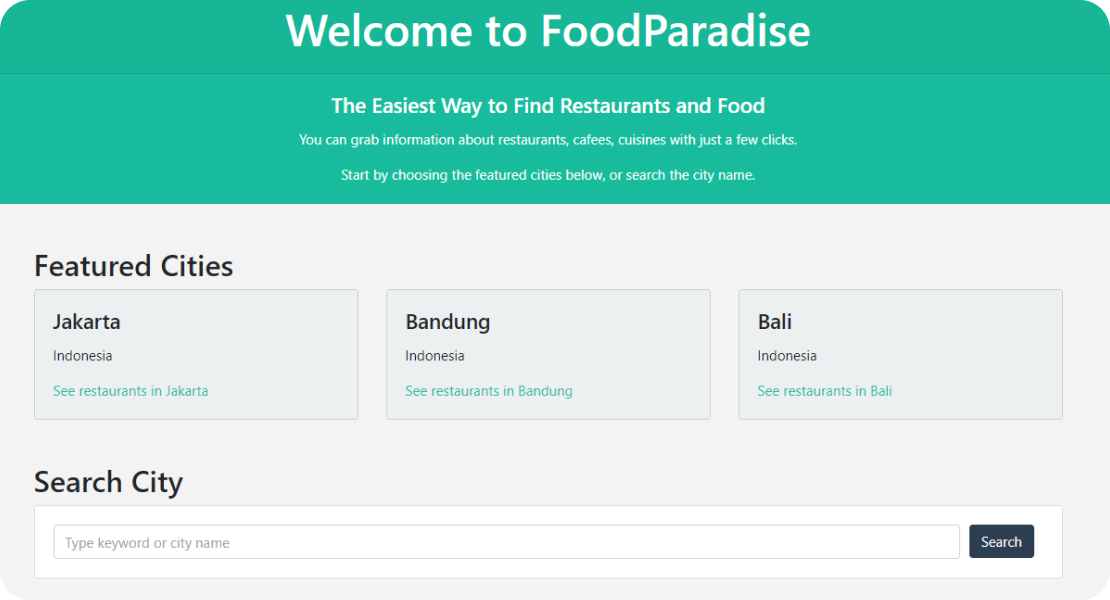 Welcome to FoodParadise
The Easiest Way to Find Restaurants and Food
You can grab information about restaurants, cafees, cuisines with just a few clicks.
Start by choosing the featured cities below, or search the city name.
Featured Cities
Jakarta
Indonesia
See restaurants in Jakarta
Bandung
Indonesia
See restaurants in Bandung
Bali
Indonesia
See restaurants in Bali
Search City
Type keyword or city name
Search